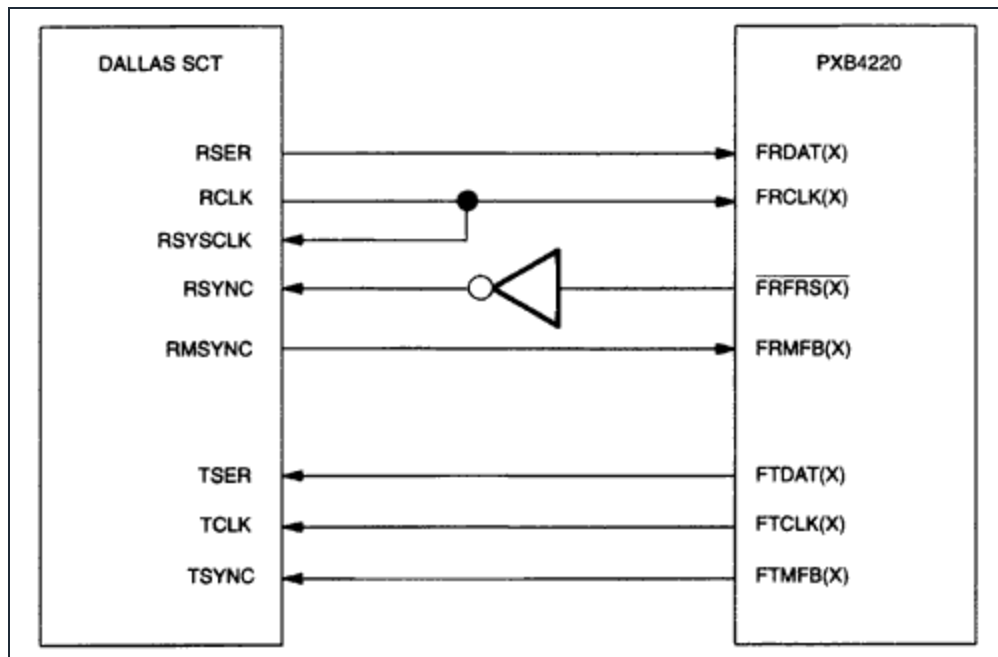 DALLAS SCT
PXB4220
RSER
FRDAT(X)
RCLK
FRCLK(X)
RSYSCLK
RSYNC
FRFRS(X)
RMSYNC
FRMFB(X)
TSER
FTDAT(X)
TCLK
FTCLK(X)
TSYNC
FTMFB(X)